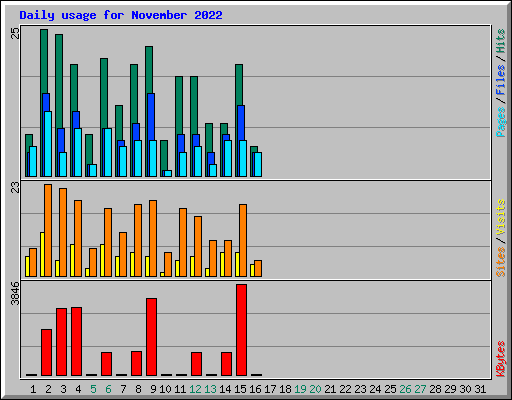 Daily usage for November 2022
25
Pages / Files / Hits
23
Sites / Visits
3846
KBytes
1 2 3 4 5 6 7 8 9 10 11 12 13 14 15 16 17 18 19 20 21 22 23 24 25 26 27 28 29 30 31